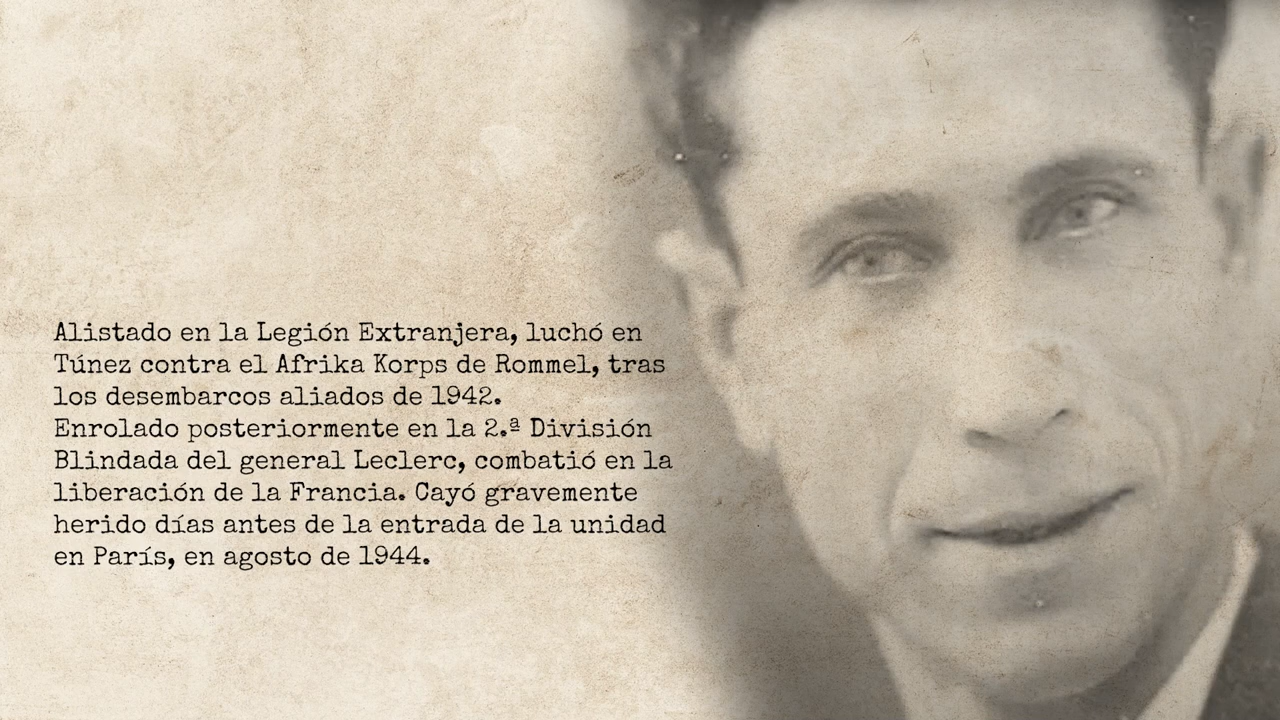 Alistado en la Legión Extranjera, luchó en
Túnez contra el Afrika Korps de Rommel, tras
los desembarcos aliados de 1942.
Enrolado posteriormente en la 2.ª División
Blindada del general Leclerc, combatió en la
liberación de la Francia. Cayó gravemente
herido días antes de la entrada de la unidad
en París, en agosto de 1944.